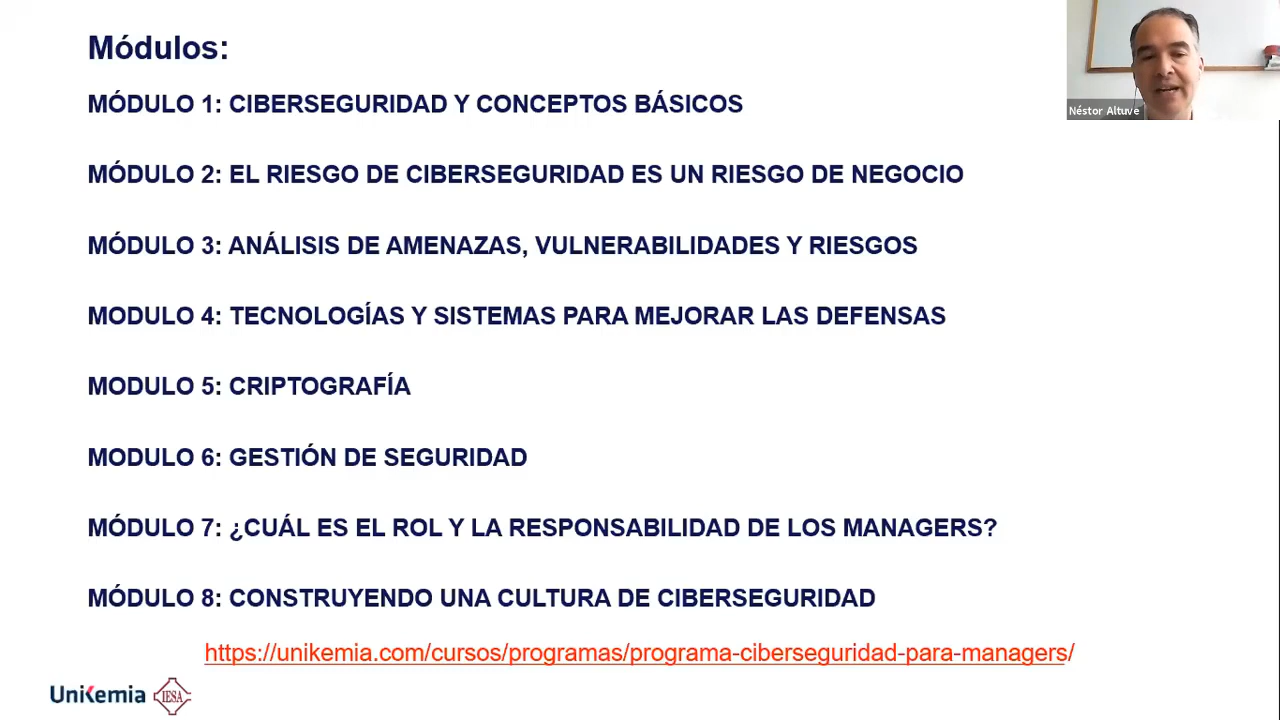 Módulos:
Néstor Altuve
MÓDULO 1: CIBERSEGURIDAD Y CONCEPTOS BÁSICOS
MÓDULO 2: EL RIESGO DE CIBERSEGURIDAD ES UN RIESGO DE NEGOCIO
MÓDULO 3: ANÁLISIS DE AMENAZAS, VULNERABILIDADES Y RIESGOS
MODULO 4: TECNOLOGÍAS Y SISTEMAS PARA MEJORAR LAS DEFENSAS
MODULO 5: CRIPTOGRAFÍA
MODULO 6: GESTIÓN DE SEGURIDAD
MÓDULO 7: ¿CUÁL ES EL ROL Y LA RESPONSABILIDAD DE LOS MANAGERS?
MÓDULO 8: CONSTRUYENDO UNA CULTURA DE CIBERSEGURIDAD
https://unikemia.com/cursos/programas/programa-ciberseguridad-para-managers/
UniKemia IESA